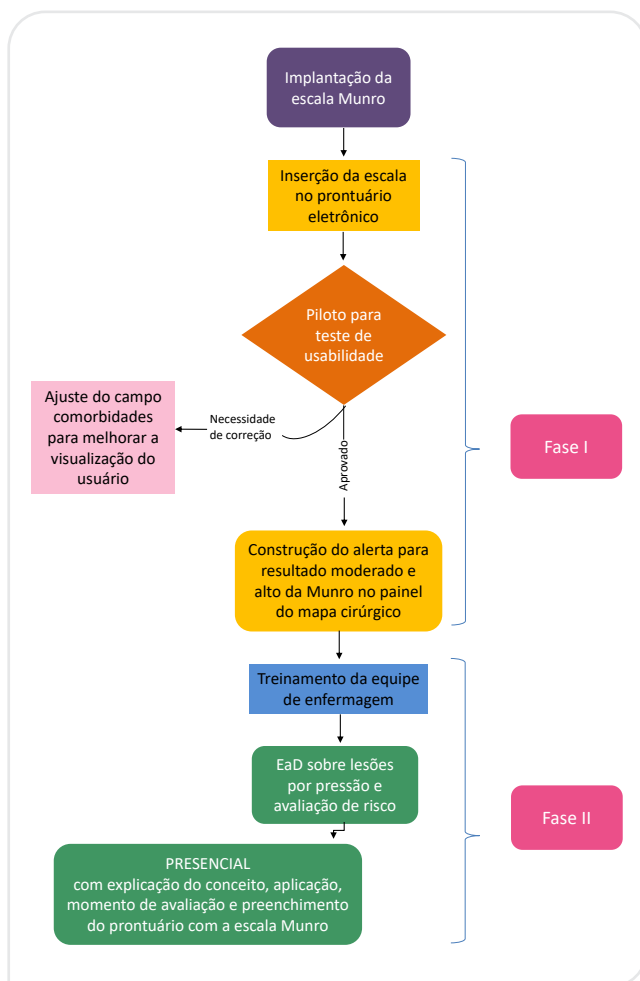 Implantação da
escala Munro
Inserção da escala
no prontuário
eletrônico
Piloto para
teste de
usabilidade
Necessidade
de correção
Ajuste do campo
comorbidades
para melhorar a
visualização do
usuário
Aprovado
Fase I
Construção do alerta para
resultado moderado e
alto da Munro no painel
do mapa cirúrgico
Treinamento da equipe
de enfermagem
EaD sobre lesões
por pressão e
avaliação de risco
Fase II
PRESENCIAL
com explicação do conceito, aplicação,
momento de avaliação e preenchimento
do prontuário com a escala Munro